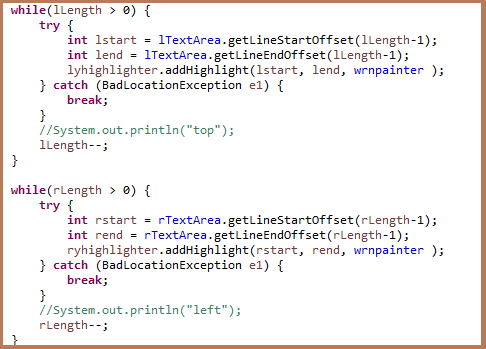 while(lLength > 0) {
    try {
        int lstart = lTextArea.getLineStartOffset(lLength-1);
        int lend = lTextArea.getLineEndOffset(lLength-1);
        lyhighlighter.addHighlight(lstart, lend, wrnpainter );
    } catch (BadLocationException e1) {
        break;
    }
    //System.out.println("top");
    lLength--;
}
while(rLength > 0) {
    try {
        int rstart = rTextArea.getLineStartOffset(rLength-1);
        int rend = rTextArea.getLineEndOffset(rLength-1);
        ryhighlighter.addHighlight(rstart, rend, wrnpainter );
    } catch (BadLocationException e1) {
        break;
    }
    //System.out.println("left");
    rLength--;
}